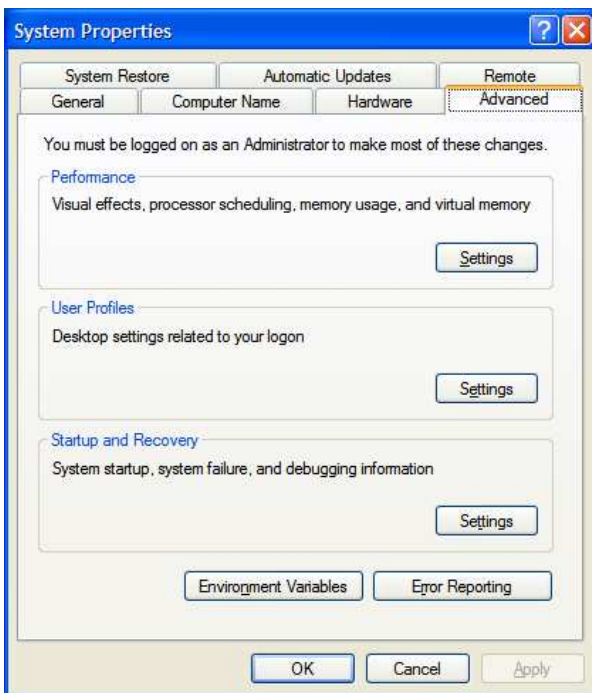 System Properties
System Restore Automatic Updates Remote
General Computer Name Hardware Advanced
You must be logged on as an Administrator to make most of these changes.
Performance
Visual effects, processor scheduling, memory usage, and virtual memory
Settings
User Profiles
Desktop settings related to your logon
Settings
Startup and Recovery
System startup, system failure, and debugging information
Settings
Environment Variables Error Reporting
OK Cancel Apply